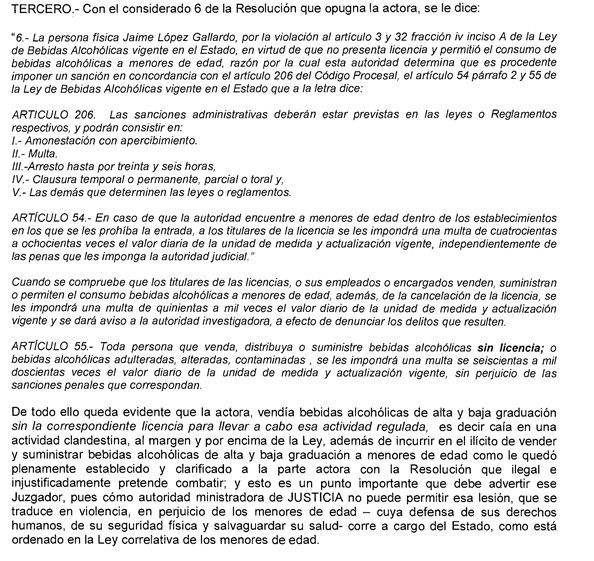 TERCERO.- Con el considerado 6 de la Resolución que opugna la actora, se le dice:
"6.- La persona física Jaime López Gallardo, por la violación al artículo 3 y 32 fracción iv inciso A de la Ley
de Bebidas Alcohólicas vigente en el Estado, en virtud de que no presenta licencia y permitió el consumo de
bebidas alcohólicas a menores de edad, razón por la cual esta autoridad determina que es procedente
imponer un sanción en concordancia con el artículo 206 del Código Procesal, el artículo 54 párrafo 2 y 55 de
la Ley de Bebidas Alcohólicas vigente en el Estado que a la letra dice:
ARTICULO 206. Las sanciones administrativas deberán estar previstas en las leyes o Reglamentos
respectivos, y podrán consistir en:
I.- Amonestación con apercibimiento.
II.- Multa.
III.-Arresto hasta por treinta y seis horas,
IV.- Clausura temporal o permanente, parcial o toral y,
V.- Las demás que determinen las leyes o reglamentos.
ARTÍCULO 54.- En caso de que la autoridad encuentre a menores de edad dentro de los establecimientos
en los que se les prohíba la entrada, a los titulares de la licencia se les impondrá una multa de cuatrocientas
a ochocientas veces el valor diaria de la unidad de medida y actualización vigente, independientemente de
las penas que les imponga la autoridad judicial."
Cuando se compruebe que los titulares de las licencias, o sus empleados o encargados venden, suministran
o permiten el consumo bebidas alcohólicas a menores de edad, además, de la cancelación de la licencia, se
les impondrá una multa de quinientas a mil veces el valor diario de la unidad de medida y actualización
vigente y se dará aviso a la autoridad investigadora, a efecto de denunciar los delitos que resulten.
ARTÍCULO 55.- Toda persona que venda, distribuya o suministre bebidas alcohólicas sin licencia; o
bebidas alcohólicas adulteradas, alteradas, contaminadas , se les impondrá una multa se seiscientas a mil
doscientas veces el valor diario de la unidad de medida y actualización vigente, sin perjuicio de las
sanciones penales que correspondan.
De todo ello queda evidente que la actora, vendía bebidas alcohólicas de alta y baja graduación
sin la correspondiente licencia para llevar a cabo esa actividad regulada, es decir caía en una
actividad clandestina, al margen y por encima de la Ley, además de incurrir en el ilícito de vender
y suministrar bebidas alcohólicas de alta y baja graduación a menores de edad como le quedó
plenamente establecido y clarificado a la parte actora con la Resolución que ilegal e
injustificadamente pretende combatir; y esto es un punto importante que debe advertir ese
Juzgador, pues cómo autoridad ministradora de JUSTICIA no puede permitir esa lesión, que se
traduce en violencia, en perjuicio de los menores de edad – cuya defensa de sus derechos
humanos, de su seguridad física y salvaguardar su salud- corre a cargo del Estado, como está
ordenado en la Ley correlativa de los menores de edad.